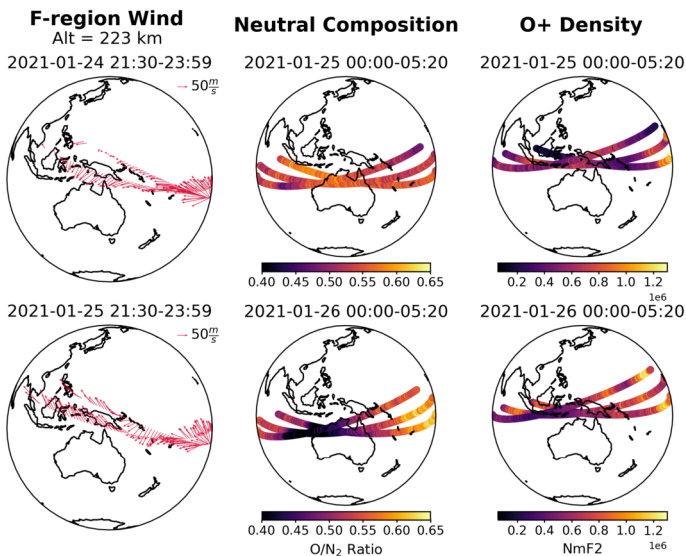 F-region Wind
Alt = 223 km
Neutral Composition
O+ Density
2021-01-24 21:30-23:59
2021-01-25 00:00-05:20
2021-01-25 00:00-05:20
50 m/s
0.40 0.45 0.50 0.55 0.60 0.65
0.2 0.4 0.6 0.8 1.0 1.2
1e6
2021-01-25 21:30-23:59
2021-01-26 00:00-05:20
2021-01-26 00:00-05:20
50 m/s
0.40 0.45 0.50 0.55 0.60 0.65
0.2 0.4 0.6 0.8 1.0 1.2
O/N₂ Ratio
NmF2
1e6